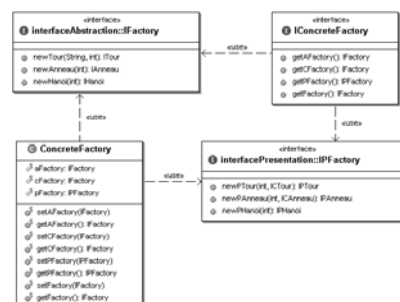 «interface»
interfaceAbstraction::IFactory
newTour(String, int): ITour
newAnneau(int): IAnneau
newHanoi(int): IHanoi
«interface»
IConcreteFactory
getAFactory(): IFactory
getCFactory(): IFactory
getPFactory(): IPFactory
getFactory(): IFactory
«use»
«use»
«use»
ConcreteFactory
aFactory: IFactory
cFactory: IFactory
pFactory: IPFactory
setAFactory(IFactory)
getAFactory(): IFactory
setCFactory(IFactory)
getCFactory(): IFactory
setPFactory(IPFactory)
getPFactory(): IPFactory
setFactory(IFactory)
getFactory(): IFactory
«use»
«interface»
interfacePresentation::IPFactory
newPTour(int, ICTour): IPTour
newPAnneau(int, ICAnneau): IPAnneau
newPHanoi(int): IPHanoi